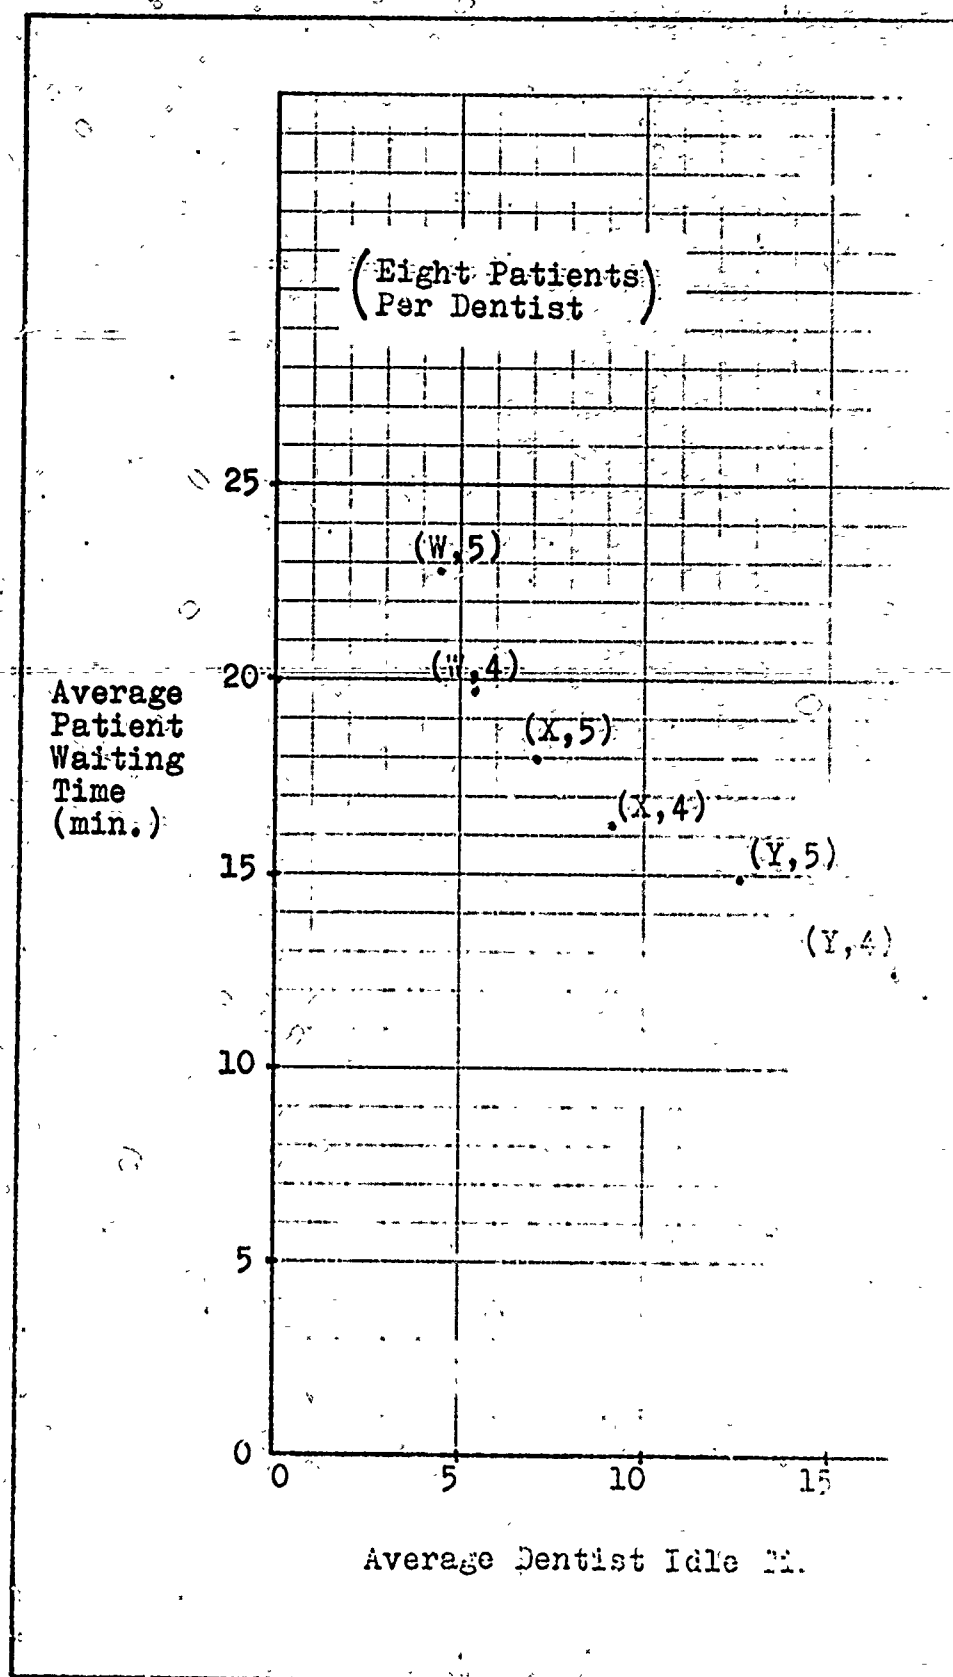 (Eight Patients
Per Dentist)
25
(W,5)
(W,4)
20
Average
Patient
Waiting
Time
(min.)
(X,5)
(X,4)
15
(Y,5)
(Y,4)
10
5
0
0 5 10 15
Average Dentist Idle